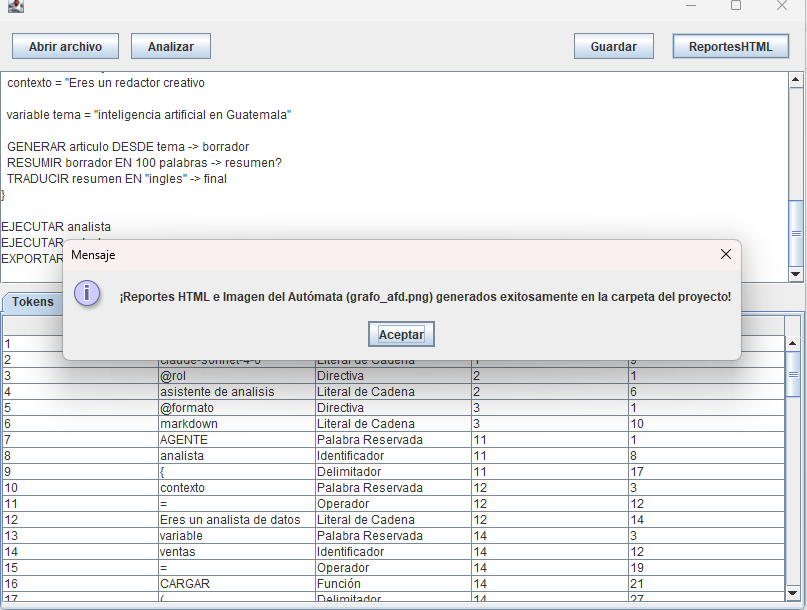 Abrir archivo Analizar Guardar ReportesHTML
contexto = "Eres un redactor creativo
variable tema = "inteligencia artificial en Guatemala"
GENERAR articulo DESDE tema -> borrador
RESUMIR borrador EN 100 palabras -> resumen?
TRADUCIR resumen EN "ingles" -> final
}
EJECUTAR analista
EJECUTAR
EXPORTAR
Mensaje
¡Reportes HTML e Imagen del Autómata (grafo_afd.png) generados exitosamente en la carpeta del proyecto!
Aceptar
Tokens
1
2 claude-sonnet-4-6 Literal de Cadena 1 9
3 @rol Directiva 2 1
4 asistente de analisis Literal de Cadena 2 6
5 @formato Directiva 3 1
6 markdown Literal de Cadena 3 10
7 AGENTE Palabra Reservada 11 1
8 analista Identificador 11 8
9 { Delimitador 11 17
10 contexto Palabra Reservada 12 3
11 = Operador 12 12
12 Eres un analista de datos Literal de Cadena 12 14
13 variable Palabra Reservada 14 3
14 ventas Identificador 14 12
15 = Operador 14 19
16 CARGAR Función 14 21
17 ( Delimitador 14 27